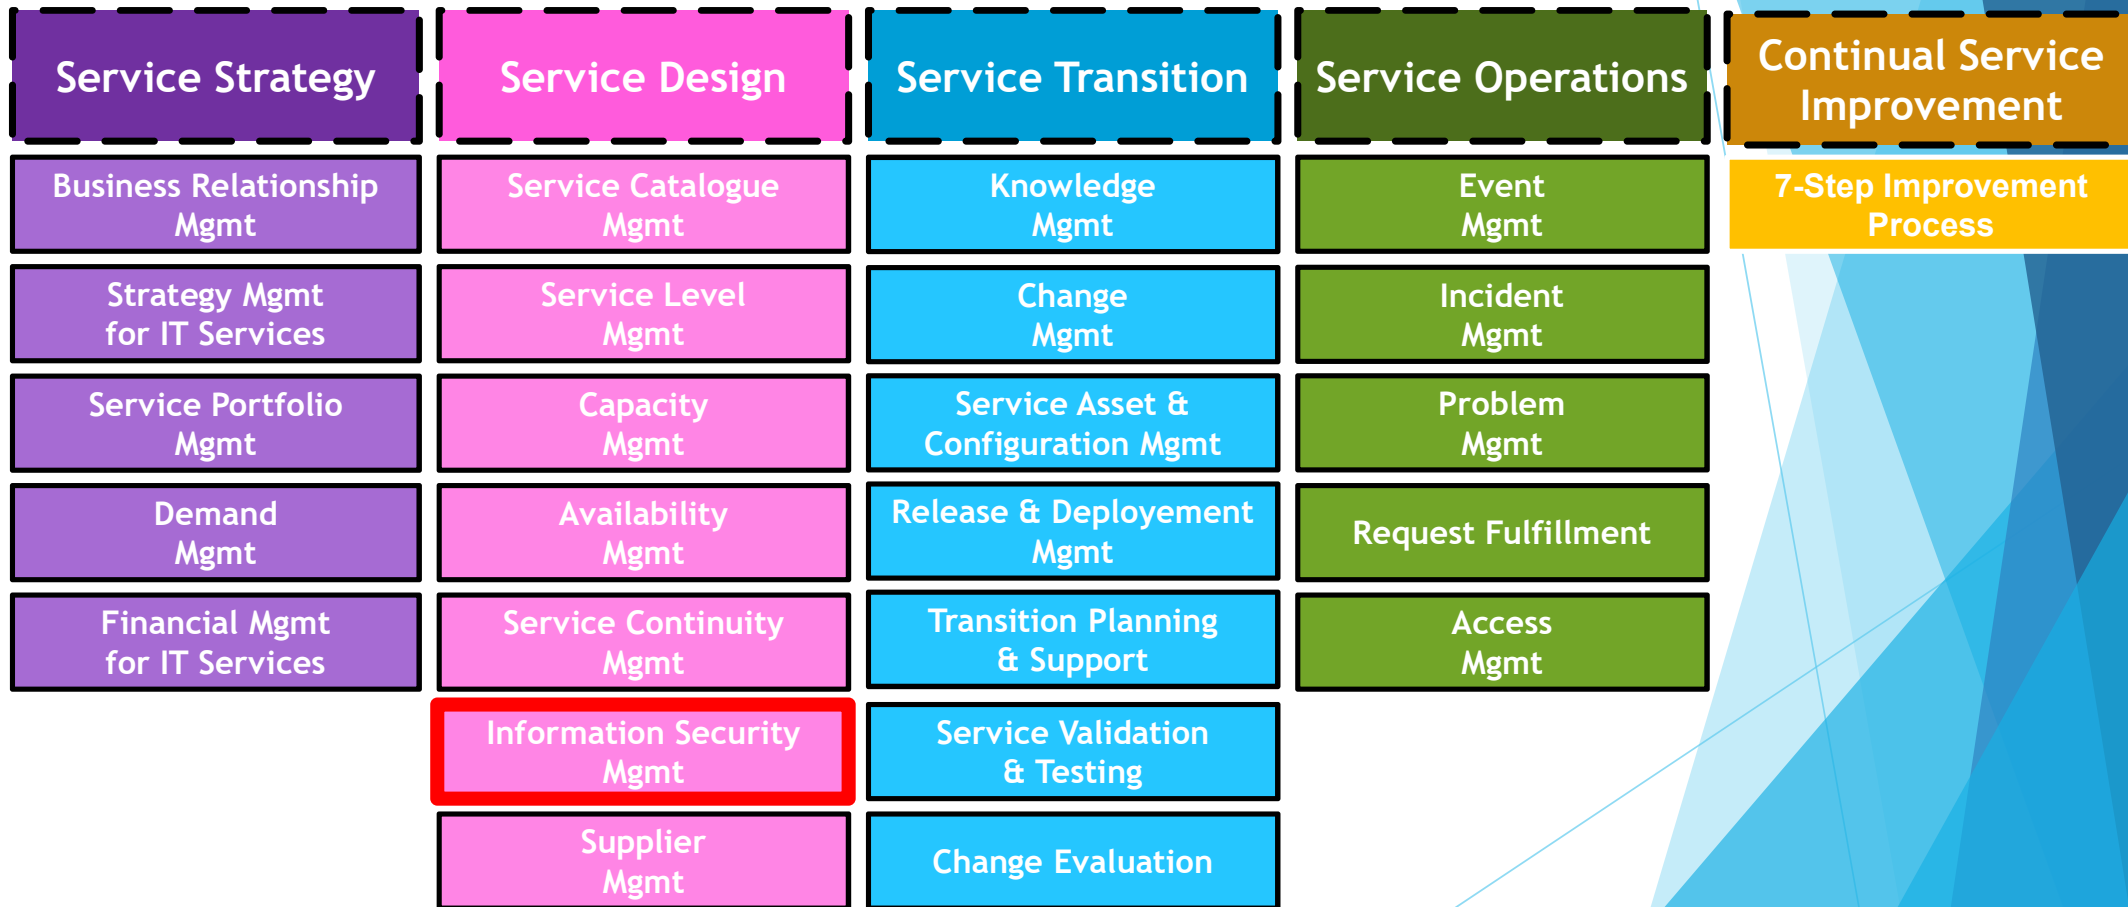 Service Strategy
Business Relationship
Mgmt
Strategy Mgmt
for IT Services
Service Portfolio
Mgmt
Demand
Mgmt
Financial Mgmt
for IT Services
Service Design
Service Catalogue
Mgmt
Service Level
Mgmt
Capacity
Mgmt
Availability
Mgmt
Service Continuity
Mgmt
Information Security
Mgmt
Supplier
Mgmt
Service Transition
Knowledge
Mgmt
Change
Mgmt
Service Asset &
Configuration Mgmt
Release & Deployement
Mgmt
Transition Planning
& Support
Service Validation
& Testing
Change Evaluation
Service Operations
Event
Mgmt
Incident
Mgmt
Problem
Mgmt
Request Fulfillment
Access
Mgmt
Continual Service
Improvement
7-Step Improvement
Process